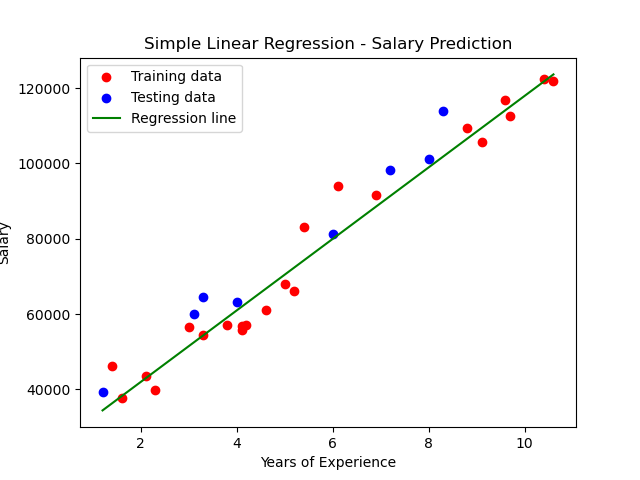 Simple Linear Regression - Salary Prediction
Training data
Testing data
Regression line
120000
100000
80000
60000
40000
Salary
2 4 6 8 10
Years of Experience